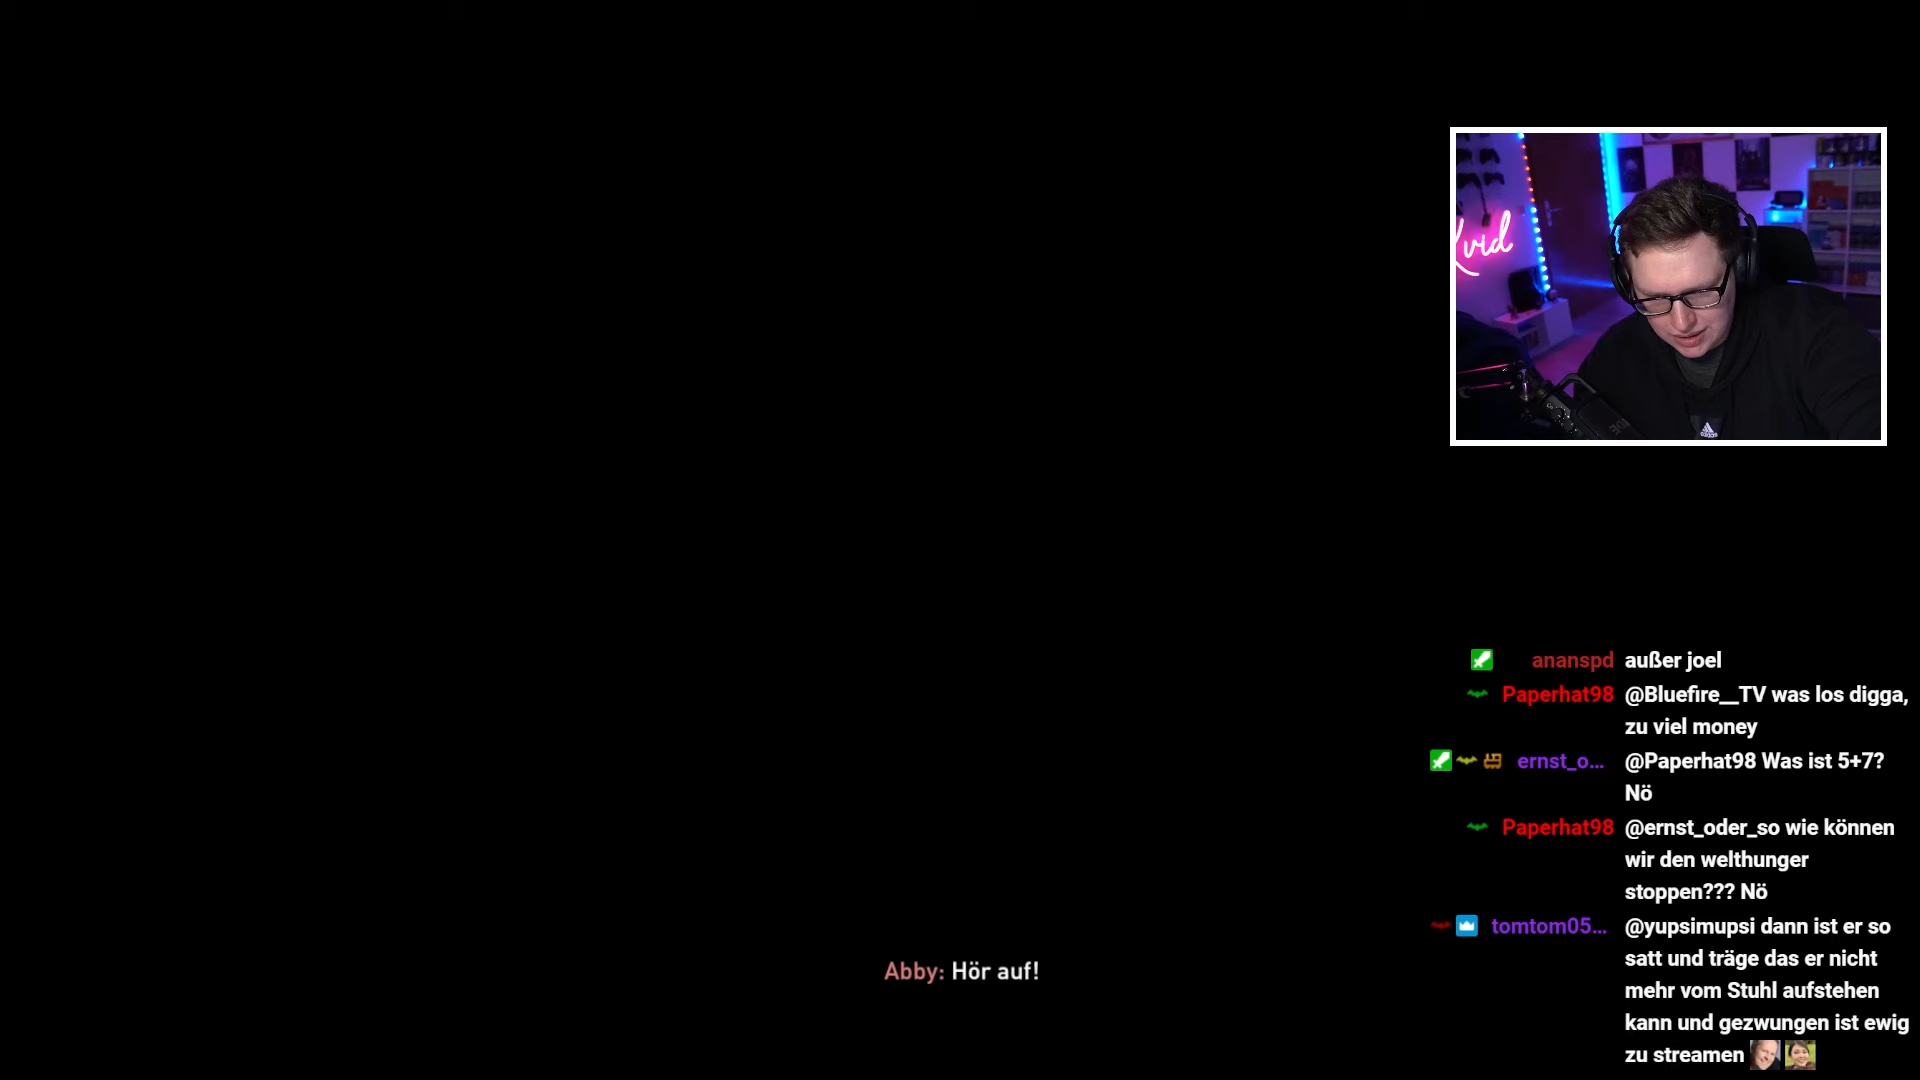 Kvid
ananspd außer joel
Paperhat98 @Bluefire__TV was los digga,
zu viel money
ernst_o... @Paperhat98 Was ist 5+7?
Nö
Paperhat98 @ernst_oder_so wie können
wir den welthunger
stoppen??? Nö
tomtom05... @yupsimupsi dann ist er so
satt und träge das er nicht
mehr vom Stuhl aufstehen
kann und gezwungen ist ewig
zu streamen
Abby: Hör auf!